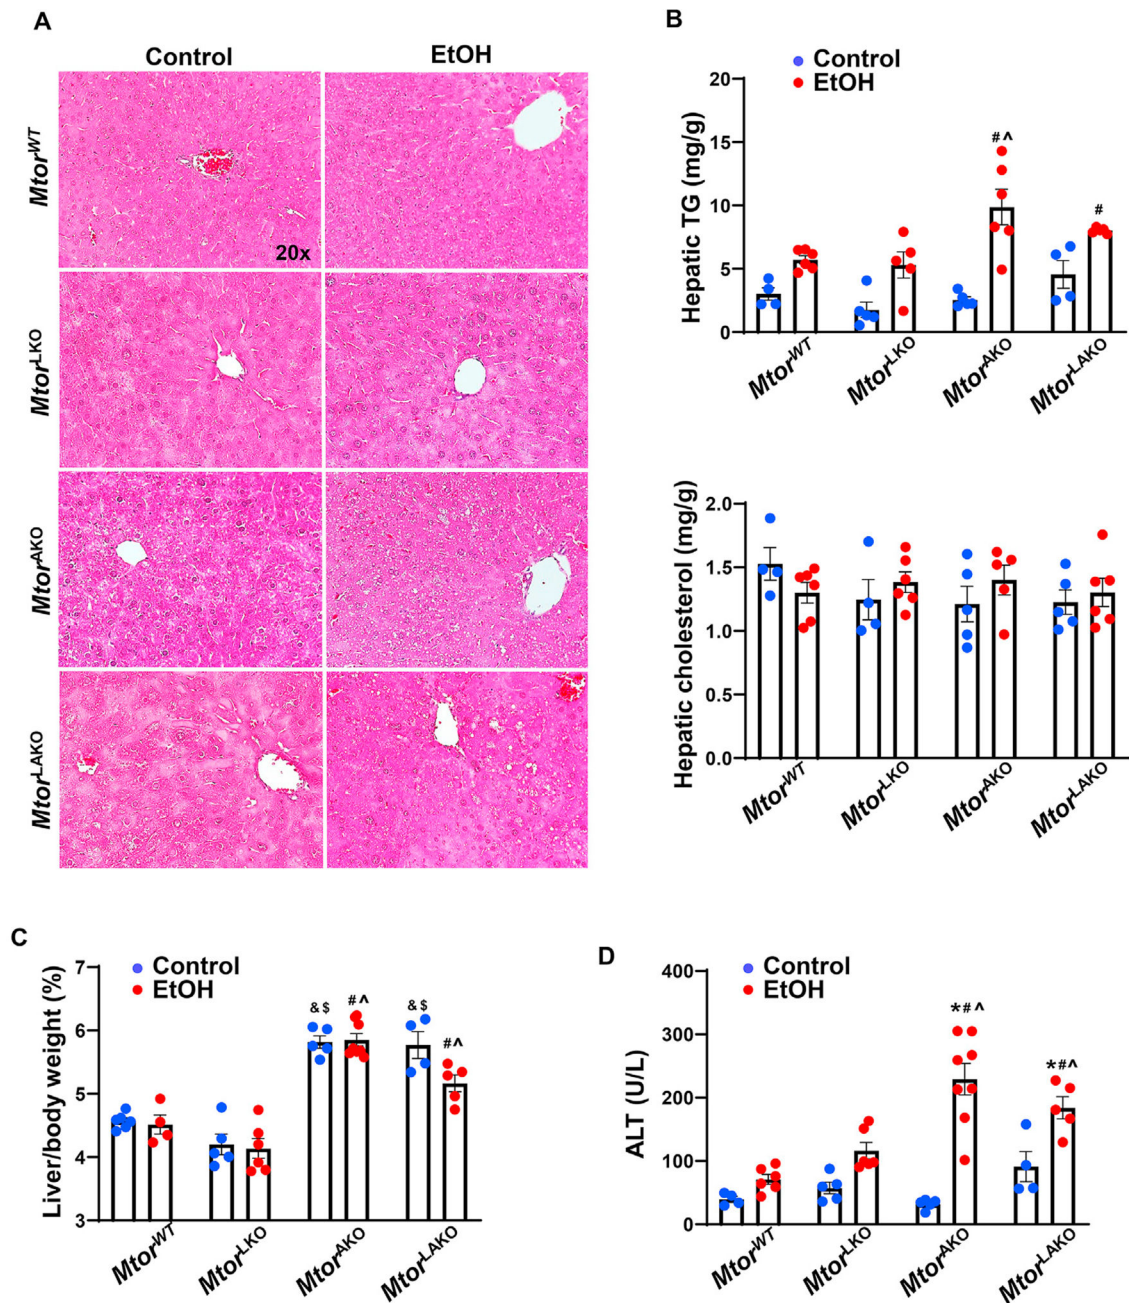 A
Control
EtOH
MtorWT
20x
MtorLKO
MtorAKO
MtorLAKO
B
Control
EtOH
Hepatic TG (mg/g)
20
15
10
5
0
#^
#
MtorWT
MtorLKO
MtorAKO
MtorLAKO
Hepatic cholesterol (mg/g)
2.0
1.5
1.0
0.5
0.0
MtorWT
MtorLKO
MtorAKO
MtorLAKO
C
Control
EtOH
Liver/body weight (%)
7
6
5
4
3
&$
#^
&$
#^
MtorWT
MtorLKO
MtorAKO
MtorLAKO
D
Control
EtOH
ALT (U/L)
400
300
200
100
0
*#^
*#^
MtorWT
MtorLKO
MtorAKO
MtorLAKO